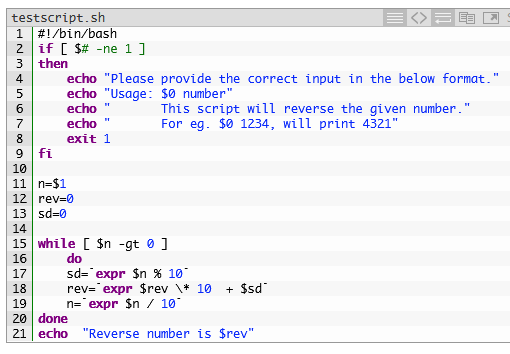 testscript.sh
1 #!/bin/bash
2 if [ $# -ne 1 ]
3 then
4     echo "Please provide the correct input in the below format."
5     echo "Usage: $0 number"
6     echo "       This script will reverse the given number."
7     echo "       For eg. $0 1234, will print 4321"
8     exit 1
9 fi
10
11 n=$1
12 rev=0
13 sd=0
14
15 while [ $n -gt 0 ]
16     do
17     sd=`expr $n % 10`
18     rev=`expr $rev \* 10  + $sd`
19     n=`expr $n / 10`
20 done
21 echo  "Reverse number is $rev"